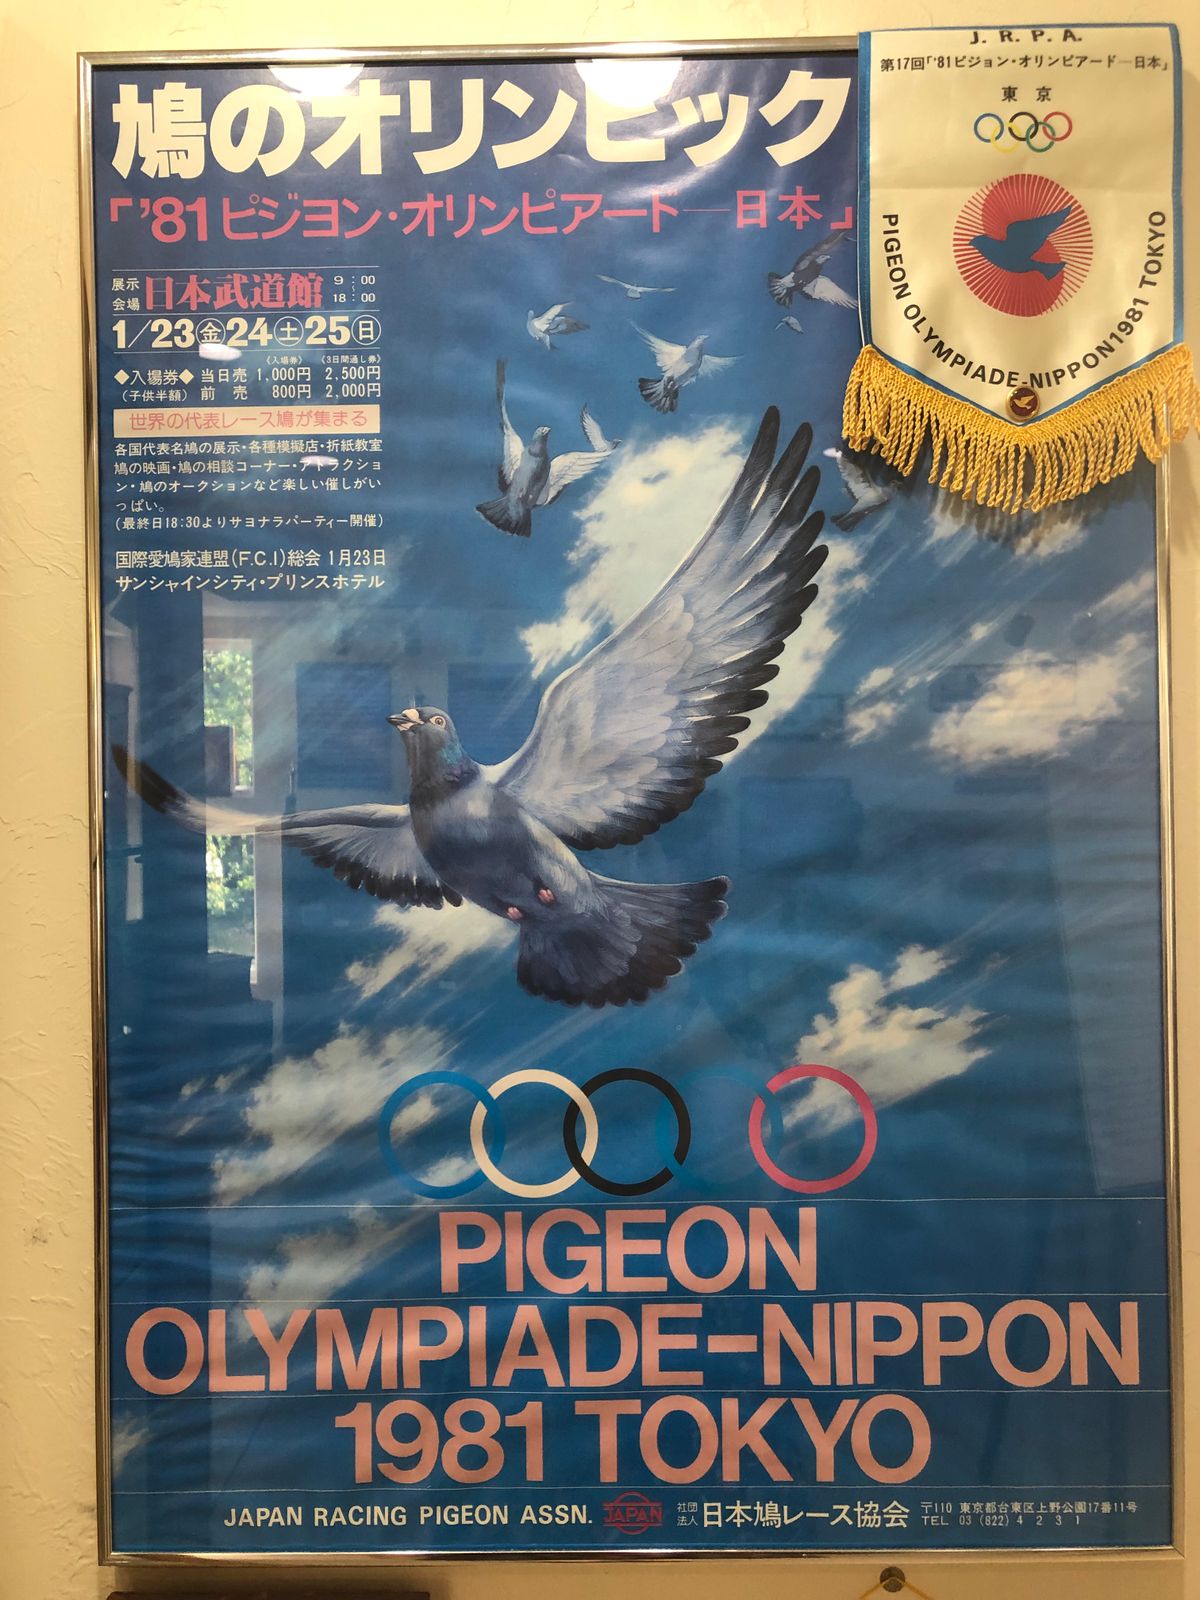 鳩のオリンピック
「'81ピジョン・オリンピアード―日本」
展示会場 日本武道館 9:00~18:00
1/23金24土25日
《入場券》 《3日間通し券》
◆入場券◆ 当日売 1,000円 2,500円
(子供半額) 前売 800円 2,000円
世界の代表レース鳩が集まる
各国代表名鳩の展示・各種模擬店・折紙教室
鳩の映画・鳩の相談コーナー・アトラクショ
ン・鳩のオークションなど楽しい催しがい
っぱい。
(最終日18:30よりサヨナラパーティー開催)
国際愛鳩家連盟(F.C.I)総会 1月23日
サンシャインシティ・プリンスホテル
J. R. P. A.
第17回「'81ピジョン・オリンピアード―日本」
東京
PIGEON OLYMPIADE-NIPPON 1981 TOKYO
PIGEON
OLYMPIADE-NIPPON
1981 TOKYO
JAPAN RACING PIGEON ASSN. JAPAN 社団法人 日本鳩レース協会 〒110 東京都台東区上野公園17番11号
TEL 03 (822) 4231